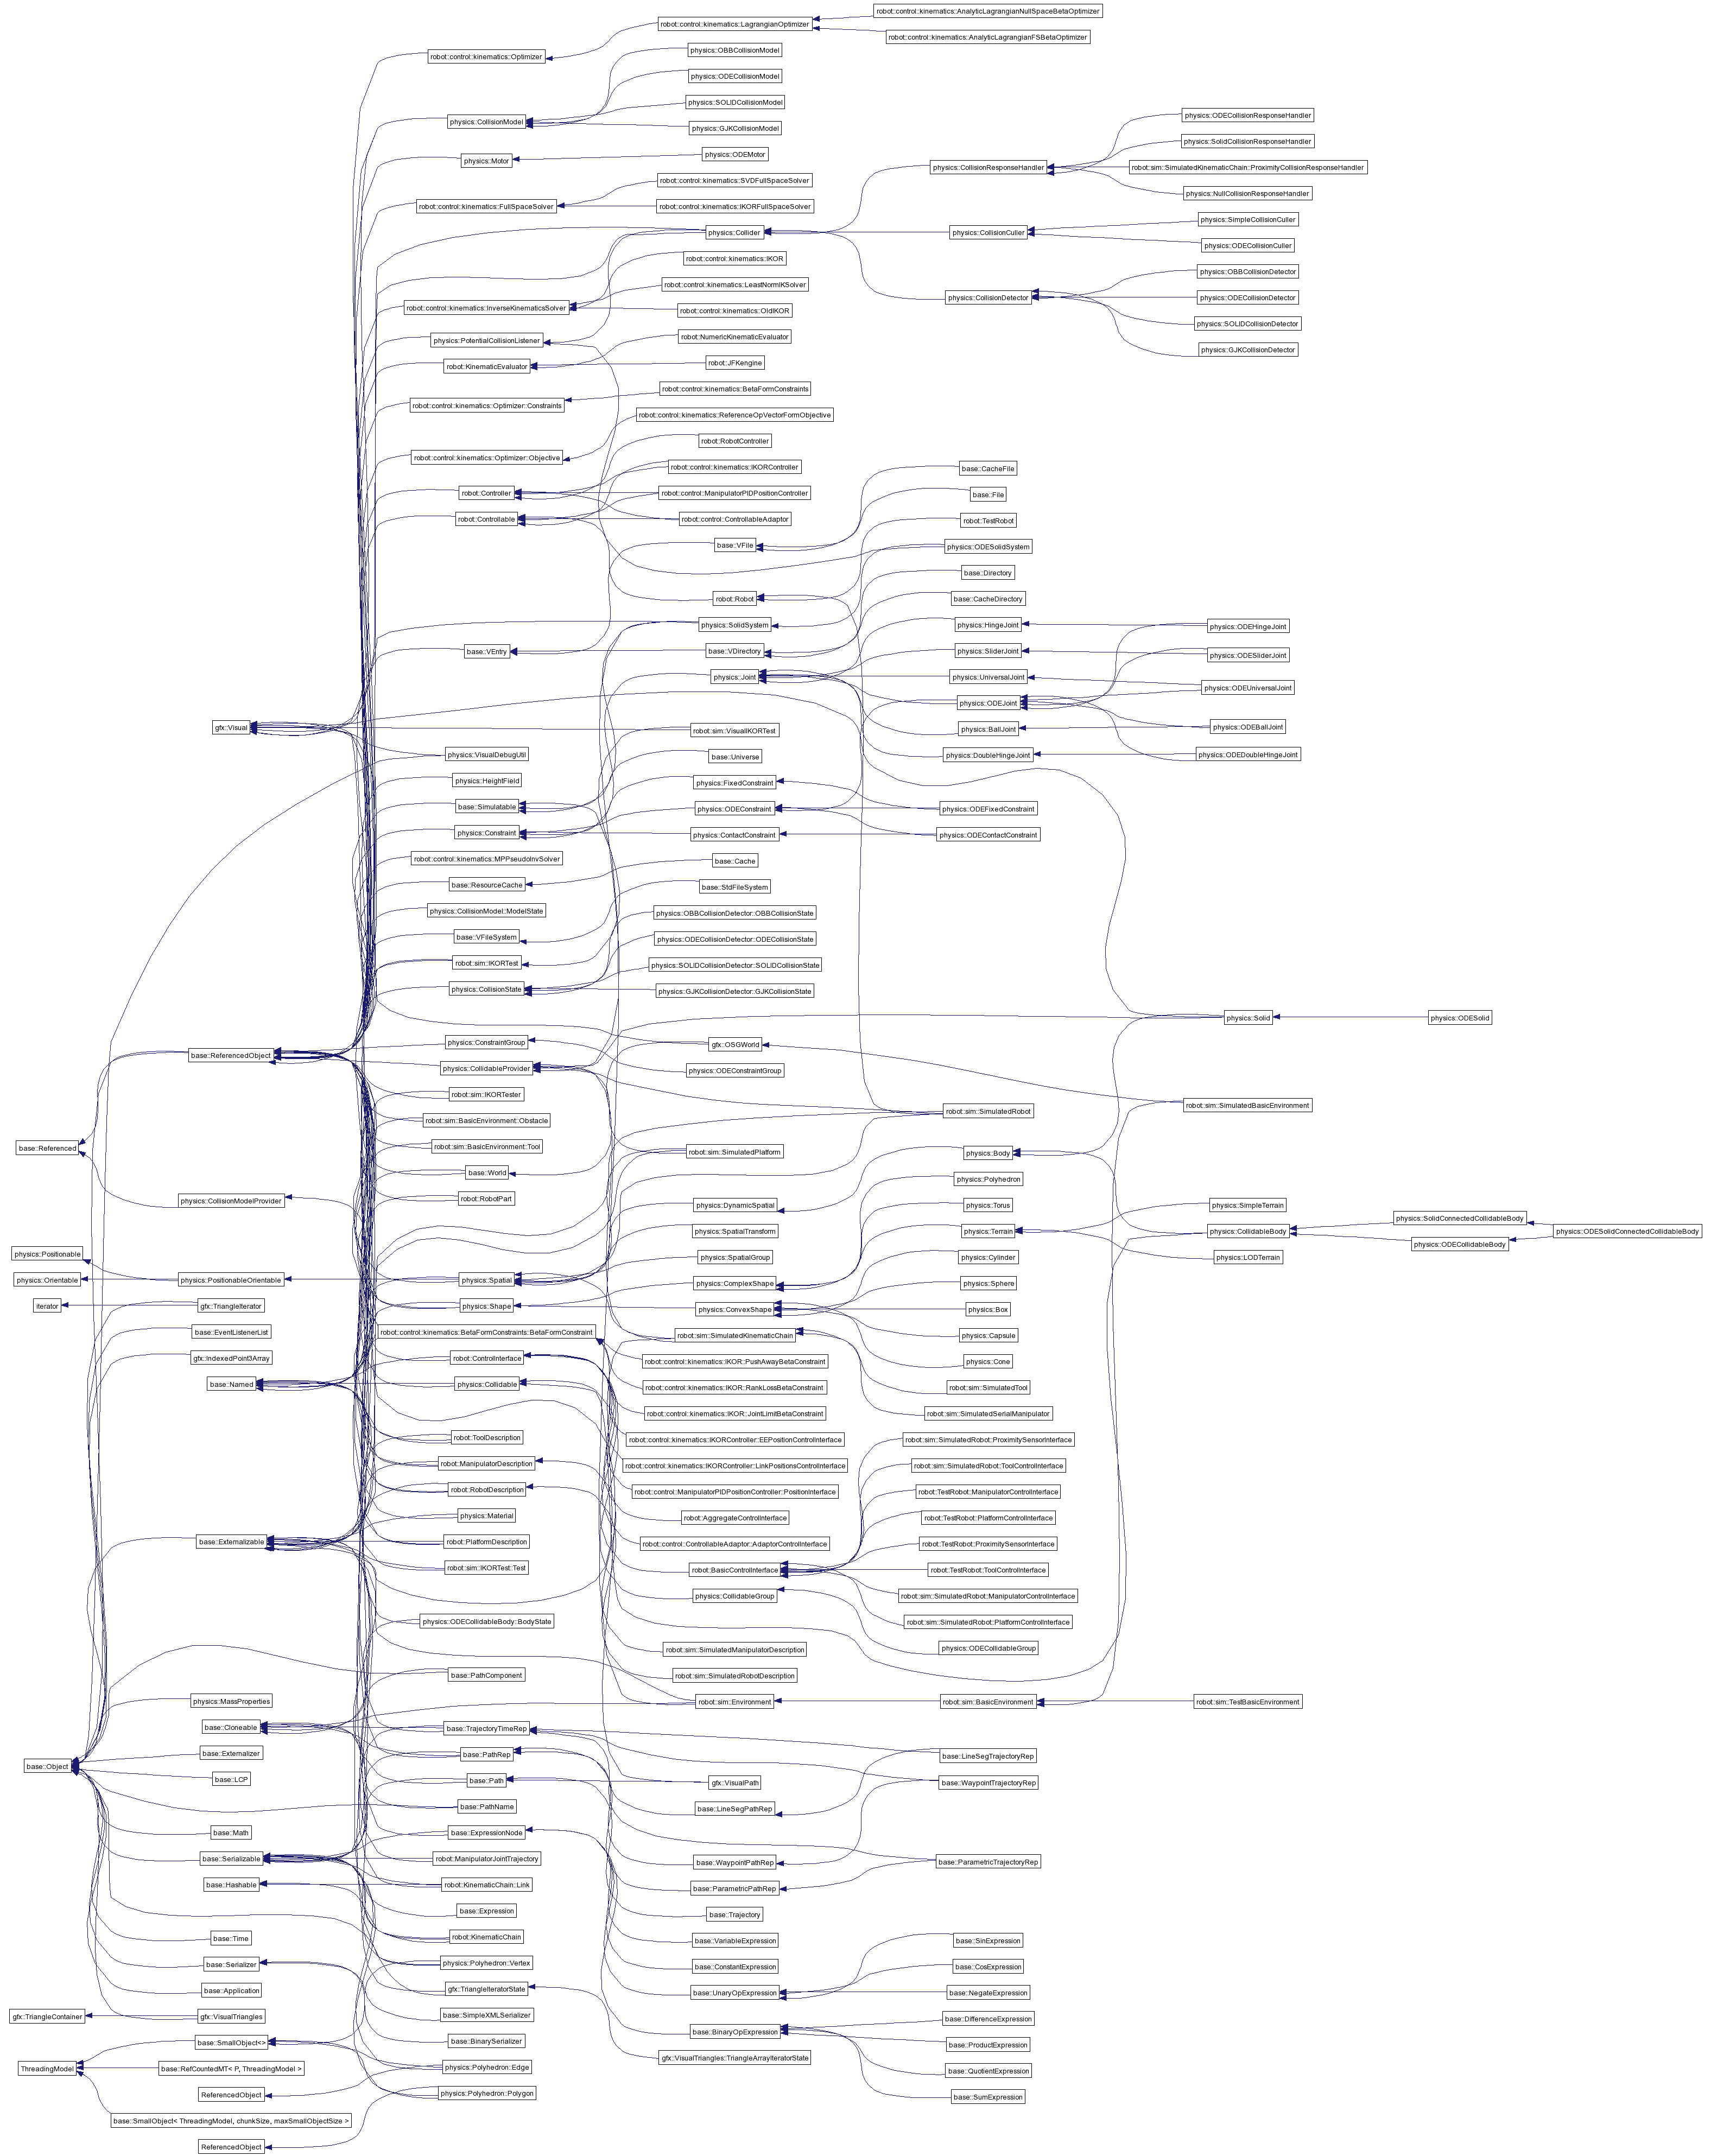 robot::control::kinematics::AnalyticLagrangianNullSpaceBetaOptimizer
robot::control::kinematics::LagrangianOptimizer
robot::control::kinematics::AnalyticLagrangianFSBetaOptimizer
robot::control::kinematics::Optimizer
physics::OBBCollisionModel
physics::ODECollisionModel
physics::SOLIDCollisionModel
physics::CollisionModel
physics::GJKCollisionModel
physics::ODECollisionResponseHandler
physics::SolidCollisionResponseHandler
physics::Motor
physics::ODEMotor
physics::CollisionResponseHandler
robot::sim::SimulatedKinematicChain::ProximityCollisionResponseHandler
robot::control::kinematics::SVDFullSpaceSolver
physics::NullCollisionResponseHandler
robot::control::kinematics::FullSpaceSolver
robot::control::kinematics::IKORFullSpaceSolver
physics::SimpleCollisionCuller
physics::Collider
physics::CollisionCuller
physics::ODECollisionCuller
robot::control::kinematics::IKOR
physics::OBBCollisionDetector
robot::control::kinematics::LeastNormIKSolver
physics::CollisionDetector
physics::ODECollisionDetector
robot::control::kinematics::InverseKinematicsSolver
robot::control::kinematics::OldIKOR
physics::SOLIDCollisionDetector
physics::PotentialCollisionListener
robot::NumericKinematicEvaluator
physics::GJKCollisionDetector
robot::KinematicEvaluator
robot::JFKengine
robot::control::kinematics::Optimizer::Constraints
robot::control::kinematics::BetaFormConstraints
robot::control::kinematics::ReferenceOpVectorFormObjective
robot::control::kinematics::Optimizer::Objective
robot::RobotController
robot::control::kinematics::IKORController
base::CacheFile
robot::Controller
robot::control::ManipulatorPIDPositionController
base::File
robot::Controllable
robot::control::ControllableAdaptor
robot::TestRobot
base::VFile
physics::ODESolidSystem
base::Directory
robot::Robot
base::CacheDirectory
physics::SolidSystem
physics::HingeJoint
physics::ODEHingeJoint
base::VEntry
base::VDirectory
physics::SliderJoint
physics::ODESliderJoint
physics::Joint
physics::UniversalJoint
physics::ODEUniversalJoint
physics::ODEJoint
gfx::Visual
robot::sim::VisualIKORTest
physics::BallJoint
physics::ODEBallJoint
physics::VisualDebugUtil
base::Universe
physics::DoubleHingeJoint
physics::ODEDoubleHingeJoint
physics::HeightField
physics::FixedConstraint
base::Simulatable
physics::ODEConstraint
physics::ODEFixedConstraint
physics::Constraint
physics::ContactConstraint
physics::ODEContactConstraint
robot::control::kinematics::MPPseudoInvSolver
base::Cache
base::ResourceCache
base::StdFileSystem
physics::CollisionModel::ModelState
physics::OBBCollisionDetector::OBBCollisionState
base::VFileSystem
physics::ODECollisionDetector::ODECollisionState
robot::sim::IKORTest
physics::SOLIDCollisionDetector::SOLIDCollisionState
physics::CollisionState
physics::GJKCollisionDetector::GJKCollisionState
physics::Solid
physics::ODESolid
physics::ConstraintGroup
gfx::OSGWorld
base::ReferencedObject
physics::CollidableProvider
physics::ODEConstraintGroup
robot::sim::IKORTester
robot::sim::SimulatedRobot
robot::sim::SimulatedBasicEnvironment
robot::sim::BasicEnvironment::Obstacle
base::Referenced
robot::sim::BasicEnvironment::Tool
robot::sim::SimulatedPlatform
physics::Body
base::World
physics::Polyhedron
physics::CollisionModelProvider
robot::RobotPart
physics::DynamicSpatial
physics::Torus
physics::SimpleTerrain
physics::SolidConnectedCollidableBody
physics::SpatialTransform
physics::Terrain
physics::CollidableBody
physics::ODESolidConnectedCollidableBody
physics::ODECollidableBody
physics::Positionable
physics::SpatialGroup
physics::Cylinder
physics::LODTerrain
physics::Orientable
physics::PositionableOrientable
physics::Spatial
physics::ComplexShape
physics::Sphere
iterator
gfx::TriangleIterator
physics::Shape
physics::ConvexShape
physics::Box
base::EventListenerList
robot::control::kinematics::BetaFormConstraints::BetaFormConstraint
robot::sim::SimulatedKinematicChain
physics::Capsule
gfx::IndexedPoint3Array
robot::ControlInterface
robot::control::kinematics::IKOR::PushAwayBetaConstraint
physics::Cone
base::Named
physics::Collidable
robot::control::kinematics::IKOR::RankLossBetaConstraint
robot::sim::SimulatedTool
robot::control::kinematics::IKOR::JointLimitBetaConstraint
robot::sim::SimulatedSerialManipulator
robot::ToolDescription
robot::control::kinematics::IKORController::EEPositionControlInterface
robot::sim::SimulatedRobot::ProximitySensorInterface
robot::ManipulatorDescription
robot::control::kinematics::IKORController::LinkPositionsControlInterface
robot::sim::SimulatedRobot::ToolControlInterface
robot::RobotDescription
robot::control::ManipulatorPIDPositionController::PositionInterface
robot::TestRobot::ManipulatorControlInterface
physics::Material
robot::AggregateControlInterface
robot::TestRobot::PlatformControlInterface
base::Externalizable
robot::PlatformDescription
robot::control::ControllableAdaptor::AdaptorControlInterface
robot::TestRobot::ProximitySensorInterface
robot::sim::IKORTest::Test
robot::BasicControlInterface
robot::TestRobot::ToolControlInterface
physics::CollidableGroup
robot::sim::SimulatedRobot::ManipulatorControlInterface
physics::ODECollidableBody::BodyState
robot::sim::SimulatedRobot::PlatformControlInterface
robot::sim::SimulatedManipulatorDescription
physics::ODECollidableGroup
base::PathComponent
robot::sim::SimulatedRobotDescription
physics::MassProperties
robot::sim::Environment
robot::sim::BasicEnvironment
robot::sim::TestBasicEnvironment
base::Cloneable
base::TrajectoryTimeRep
base::Externalizer
base::PathRep
base::LineSegTrajectoryRep
base::Object
base::LCP
base::Path
gfx::VisualPath
base::WaypointTrajectoryRep
base::PathName
base::LineSegPathRep
base::Math
base::ExpressionNode
base::Serializable
robot::ManipulatorJointTrajectory
base::WaypointPathRep
base::ParametricTrajectoryRep
base::Hashable
robot::KinematicChain::Link
base::ParametricPathRep
base::Expression
base::Trajectory
base::Time
robot::KinematicChain
base::VariableExpression
base::SinExpression
base::Serializer
physics::Polyhedron::Vertex
base::ConstantExpression
base::CosExpression
base::Application
gfx::TriangleIteratorState
base::UnaryOpExpression
base::NegateExpression
gfx::TriangleContainer
gfx::VisualTriangles
base::SimpleXMLSerializer
base::DifferenceExpression
base::SmallObject<>
base::BinarySerializer
base::BinaryOpExpression
base::ProductExpression
ThreadingModel
base::RefCountedMT< P, ThreadingModel >
physics::Polyhedron::Edge
gfx::VisualTriangles::TriangleArrayIteratorState
base::QuotientExpression
ReferencedObject
physics::Polyhedron::Polygon
base::SumExpression
base::SmallObject< ThreadingModel, chunkSize, maxSmallObjectSize >
ReferencedObject